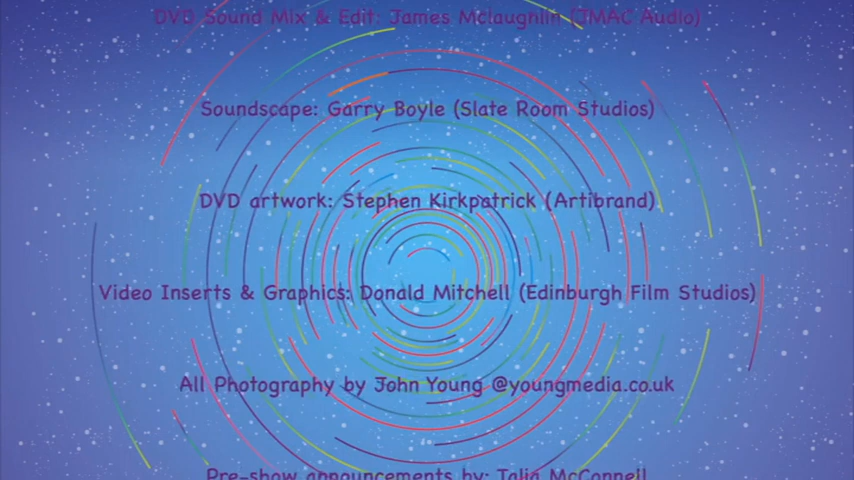 DVD Sound Mix & Edit: James Mclaughlin (JMAC Audio)
Soundscape: Garry Boyle (Slate Room Studios)
DVD artwork: Stephen Kirkpatrick (Artibrand)
Video Inserts & Graphics: Donald Mitchell (Edinburgh Film Studios)
All Photography by John Young @youngmedia.co.uk
Pre-show announcements by: Talia McConnell